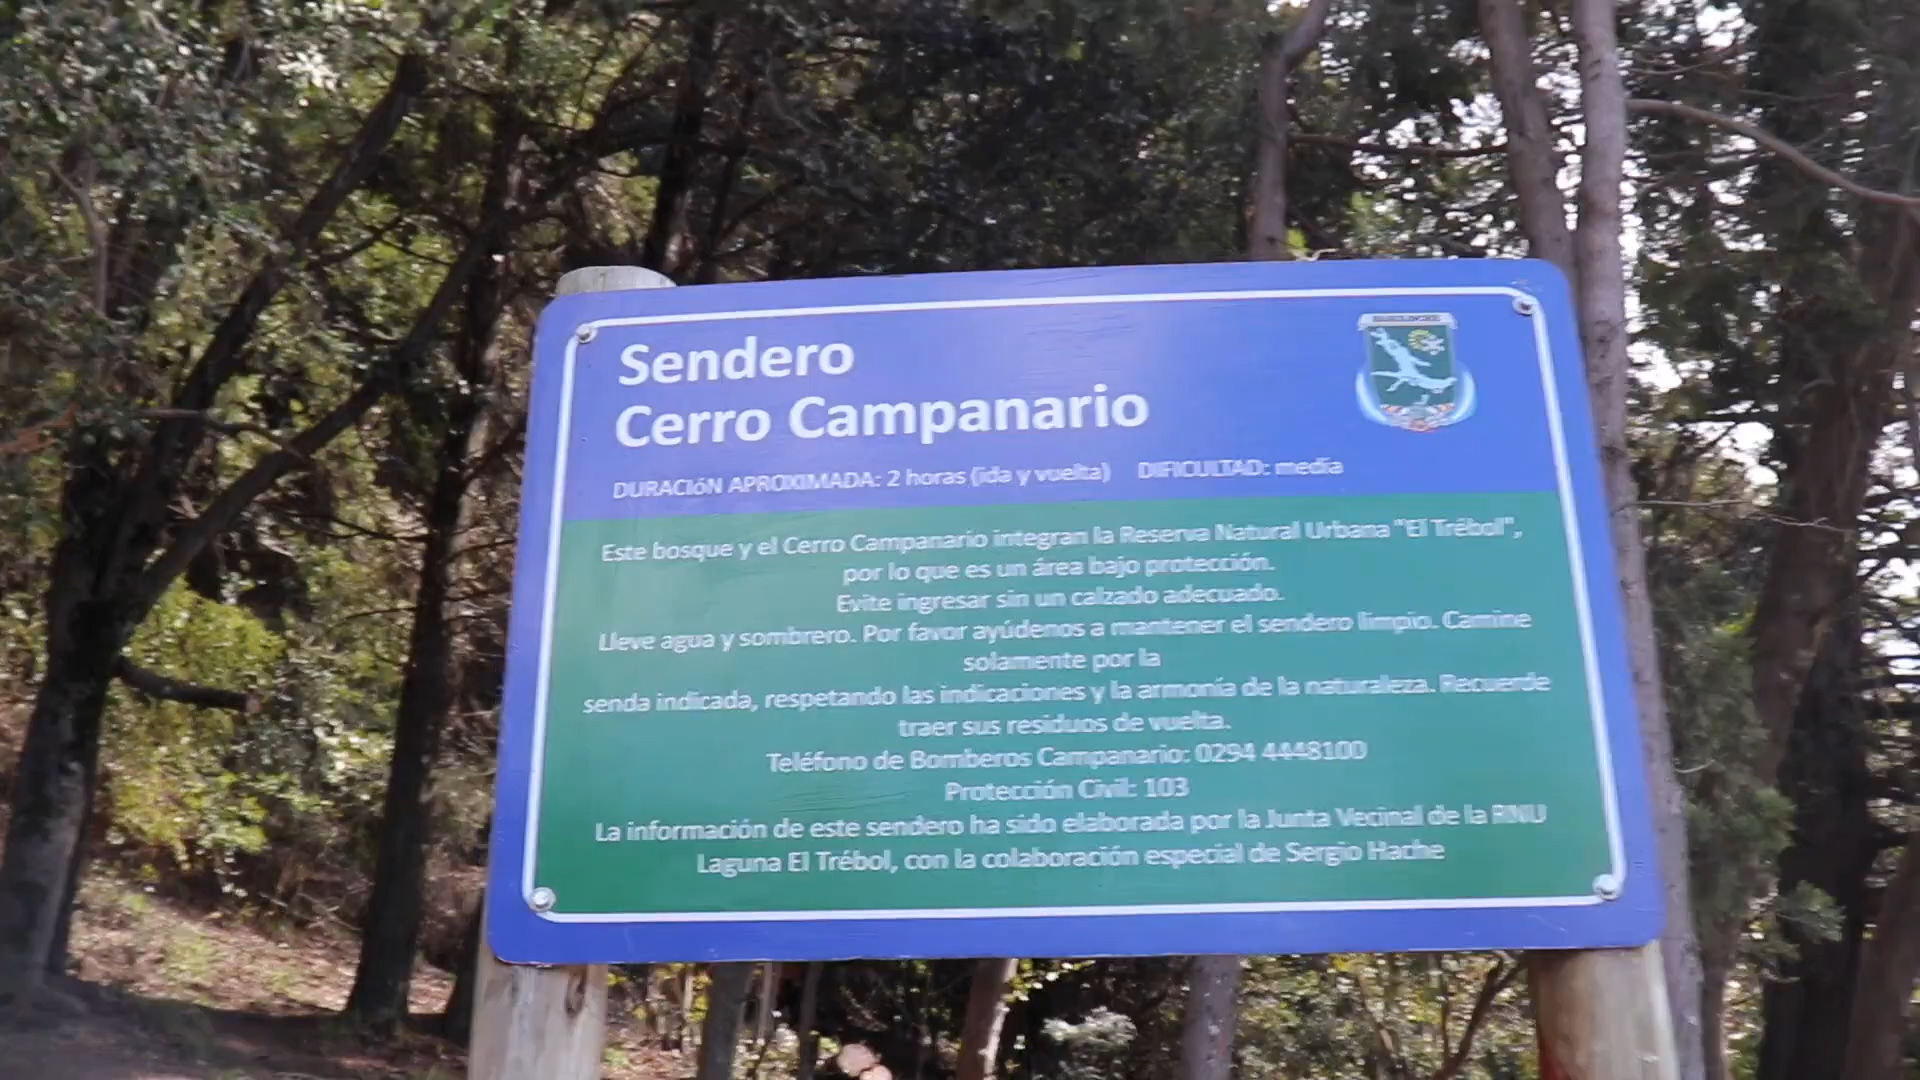 Sendero
Cerro Campanario
DURACIóN APROXIMADA: 2 horas (ida y vuelta) DIFICULTAD: media
Este bosque y el Cerro Campanario integran la Reserva Natural Urbana "El Trébol",
por lo que es un área bajo protección.
Evite ingresar sin un calzado adecuado.
Lleve agua y sombrero. Por favor ayúdenos a mantener el sendero limpio. Camine
solamente por la
senda indicada, respetando las indicaciones y la armonía de la naturaleza. Recuerde
traer sus residuos de vuelta.
Teléfono de Bomberos Campanario: 0294 4448100
Protección Civil: 103
La información de este sendero ha sido elaborada por la Junta Vecinal de la RNU
Laguna El Trébol, con la colaboración especial de Sergio Hache